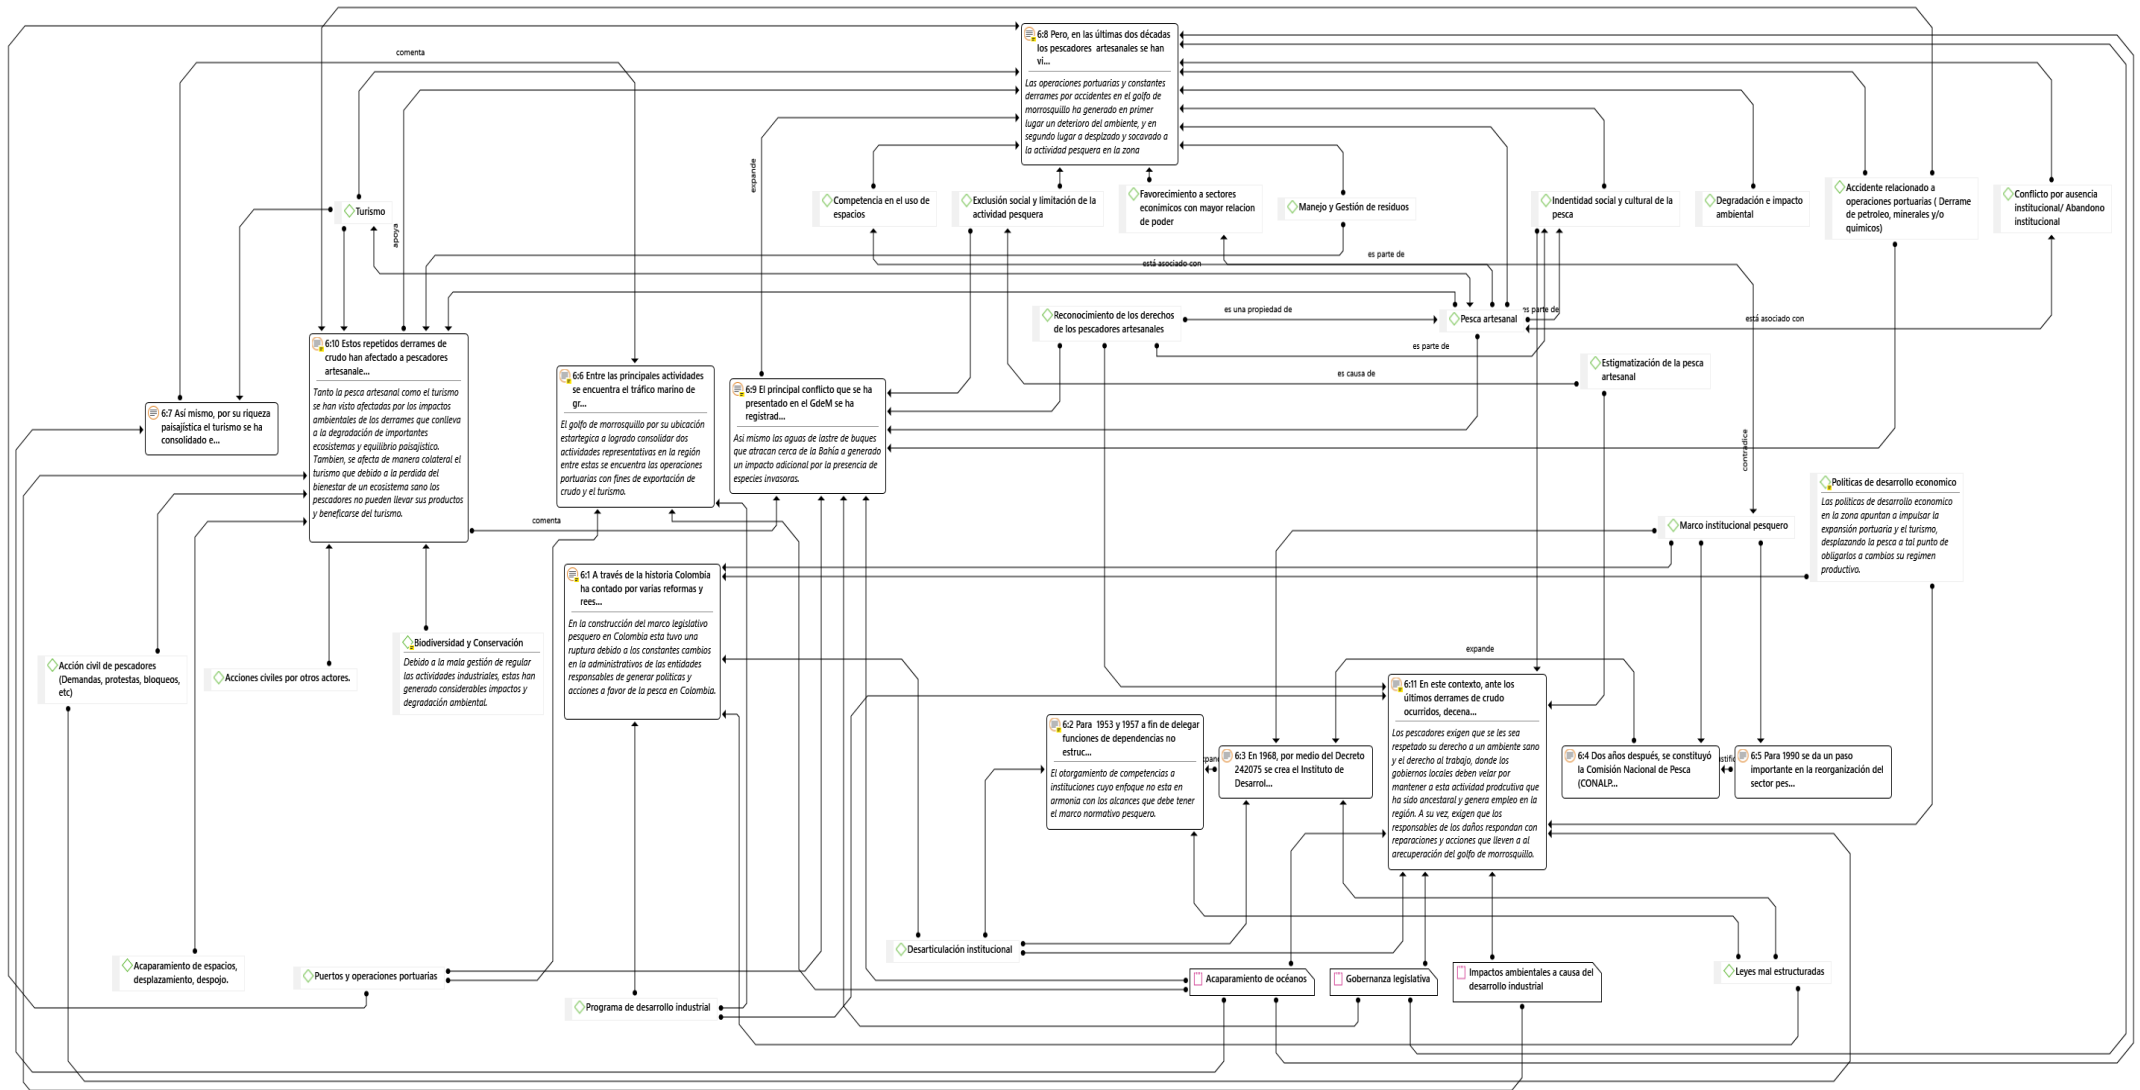 6:8 Pero, en las últimas dos décadas
los pescadores artesanales se han
vi...
Las operaciones portuarias y constantes
derrames por accidentes en el golfo de
morrosquillo ha generado en primer
lugar un deterioro del ambiente, y en
segundo lugar a desplzado y socavado a
la actividad pesquera en la zona
comenta
expande
apoya
Turismo
Competencia en el uso de
espacios
Exclusión social y limitación de la
actividad pesquera
Favorecimiento a sectores
econimicos con mayor relacion
de poder
Manejo y Gestión de residuos
Indentidad social y cultural de la
pesca
Degradación e impacto
ambiental
Accidente relacionado a
operaciones portuarias ( Derrame
de petroleo, minerales y/o
quimicos)
Conflicto por ausencia
institucional/ Abandono
institucional
está asociado con
es parte de
Reconocimiento de los derechos
de los pescadores artesanales
es una propiedad de
Pesca artesanal
es parte de
está asociado con
es parte de
es causa de
Estigmatización de la pesca
artesanal
6:10 Estos repetidos derrames de
crudo han afectado a pescadores
artesanale...
Tanto la pesca artesanal como el turismo
se han visto afectadas por los impactos
ambientales de los derrames que conlleva
a la degradación de importantes
ecosistemas y equilibrio paisajístico.
Tambien, se afecta de manera colateral el
turismo que debido a la perdida del
bienestar de un ecosistema sano los
pescadores no pueden llevar sus productos
y beneficarse del turismo.
6:7 Así mismo, por su riqueza
paisajística el turismo se ha
consolidado e...
6:6 Entre las principales actividades
se encuentra el tráfico marino de
gr...
El golfo de morrosquillo por su ubicación
estartegica a logrado consolidar dos
actividades representativas en la región
entre estas se encuentra las operaciones
portuarias con fines de exportación de
crudo y el turismo.
6:9 El principal conflicto que se ha
presentado en el GdeM se ha
registrad...
Asi mismo las aguas de lastre de buques
que atracan cerca de la Bahía a generado
un impacto adicional por la presencia de
especies invasoras.
contradice
comenta
Marco institucional pesquero
Políticas de desarrollo economico
Las politicas de desarrollo economico
en la zona apuntan a impulsar la
expansión portuaria y el turismo,
desplazando la pesca a tal punto de
obligarlos a cambios su regimen
productivo.
6:1 A través de la historia Colombia
ha contado por varias reformas y
rees...
En la construcción del marco legislativo
pesquero en Colombia esta tuvo una
ruptura debido a los constantes cambios
en la administrativos de las entidades
responsables de generar politicas y
acciones a favor de la pesca en Colombia.
Biodiversidad y Conservación
Debido a la mala gestión de regular
las actividades industriales, estas han
generado considerables impactos y
degradación ambiental.
Acción civil de pescadores
(Demandas, protestas, bloqueos,
etc)
Acciones civiles por otros actores.
expande
6:11 En este contexto, ante los
últimos derrames de crudo
ocurridos, decena...
Los pescadores exigen que se les sea
respetado su derecho a un ambiente sano
y el derecho al trabajo, donde los
gobiernos locales deben velar por
mantener a esta actividad prodcutiva que
ha sido ancestaral y genera empleo en la
región. A su vez, exigen que los
responsables de los daños respondan con
reparaciones y acciones que lleven a al
arecuperación del golfo de morrosquillo.
6:2 Para 1953 y 1957 a fin de delegar
funciones de dependencias no
estruc...
El otorgamiento de competencias a
instituciones cuyo enfoque no esta en
armonia con los alcances que debe tener
el marco normativo pesquero.
6:3 En 1968, por medio del Decreto
242075 se crea el Instituto de
Desarrol...
6:4 Dos años después, se constituyó
la Comisión Nacional de Pesca
(CONALP...
6:5 Para 1990 se da un paso
importante en la reorganización del
sector pes...
Desarticulación institucional
Acaparamiento de espacios,
desplazamiento, despojo.
Puertos y operaciones portuarias
Programa de desarrollo industrial
Acaparamiento de océanos
Gobernanza legislativa
Impactos ambientales a causa del
desarrollo industrial
Leyes mal estructuradas